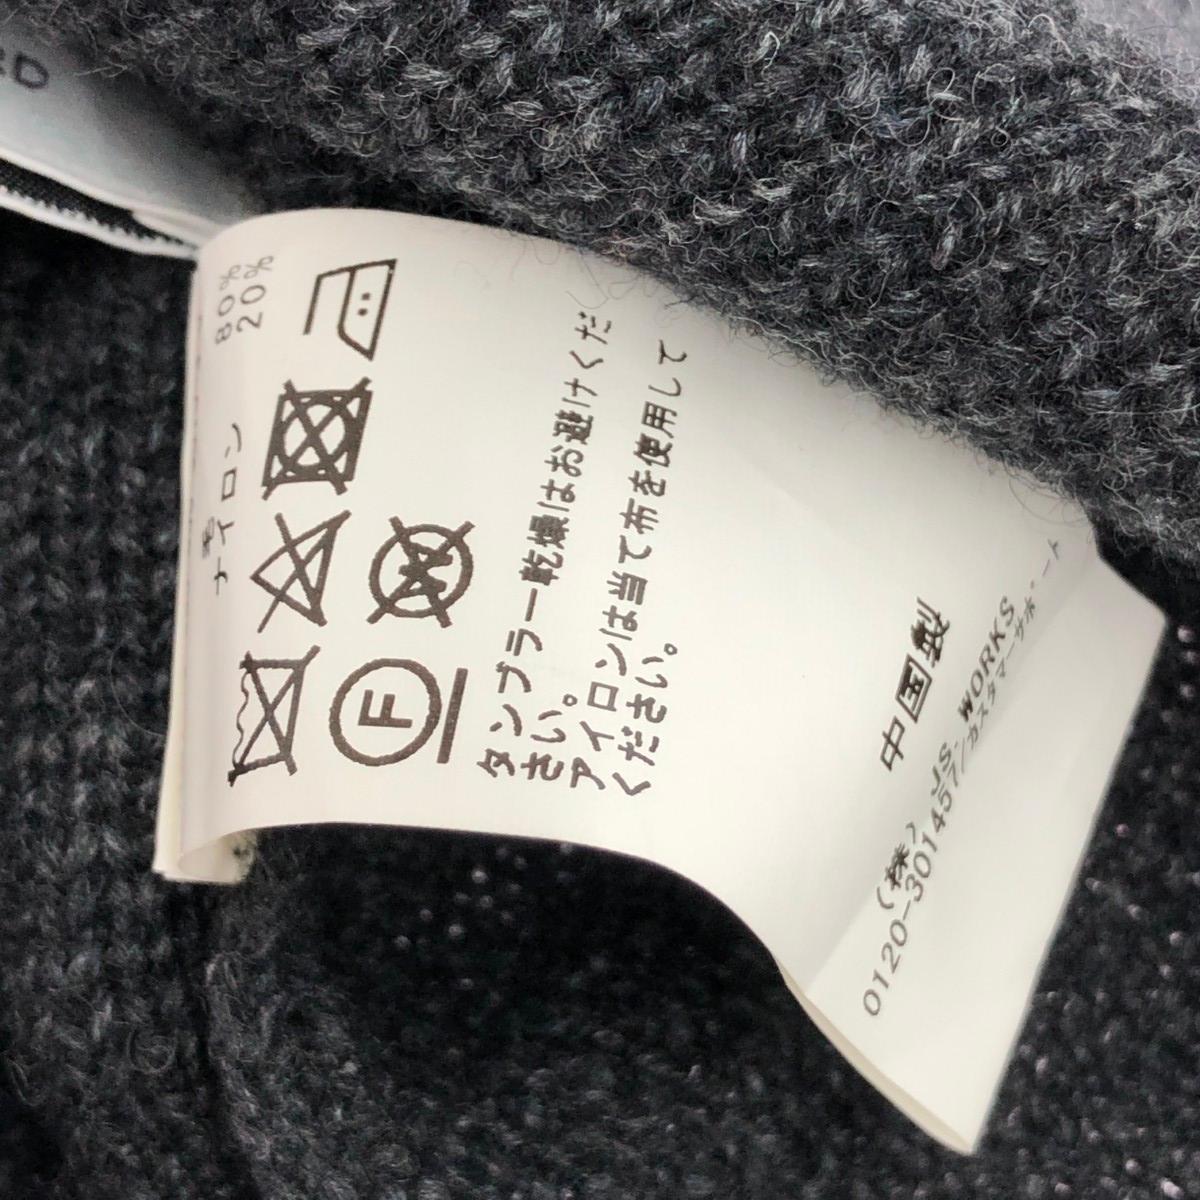 毛 80%
ナイロン 20%
F
W
タンブラー乾燥はお避けくだ
さい。
アイロンは当て布を使用して
ください。
中国製
(株) J.S. WORKS
0120-301457/カスタマーサポート